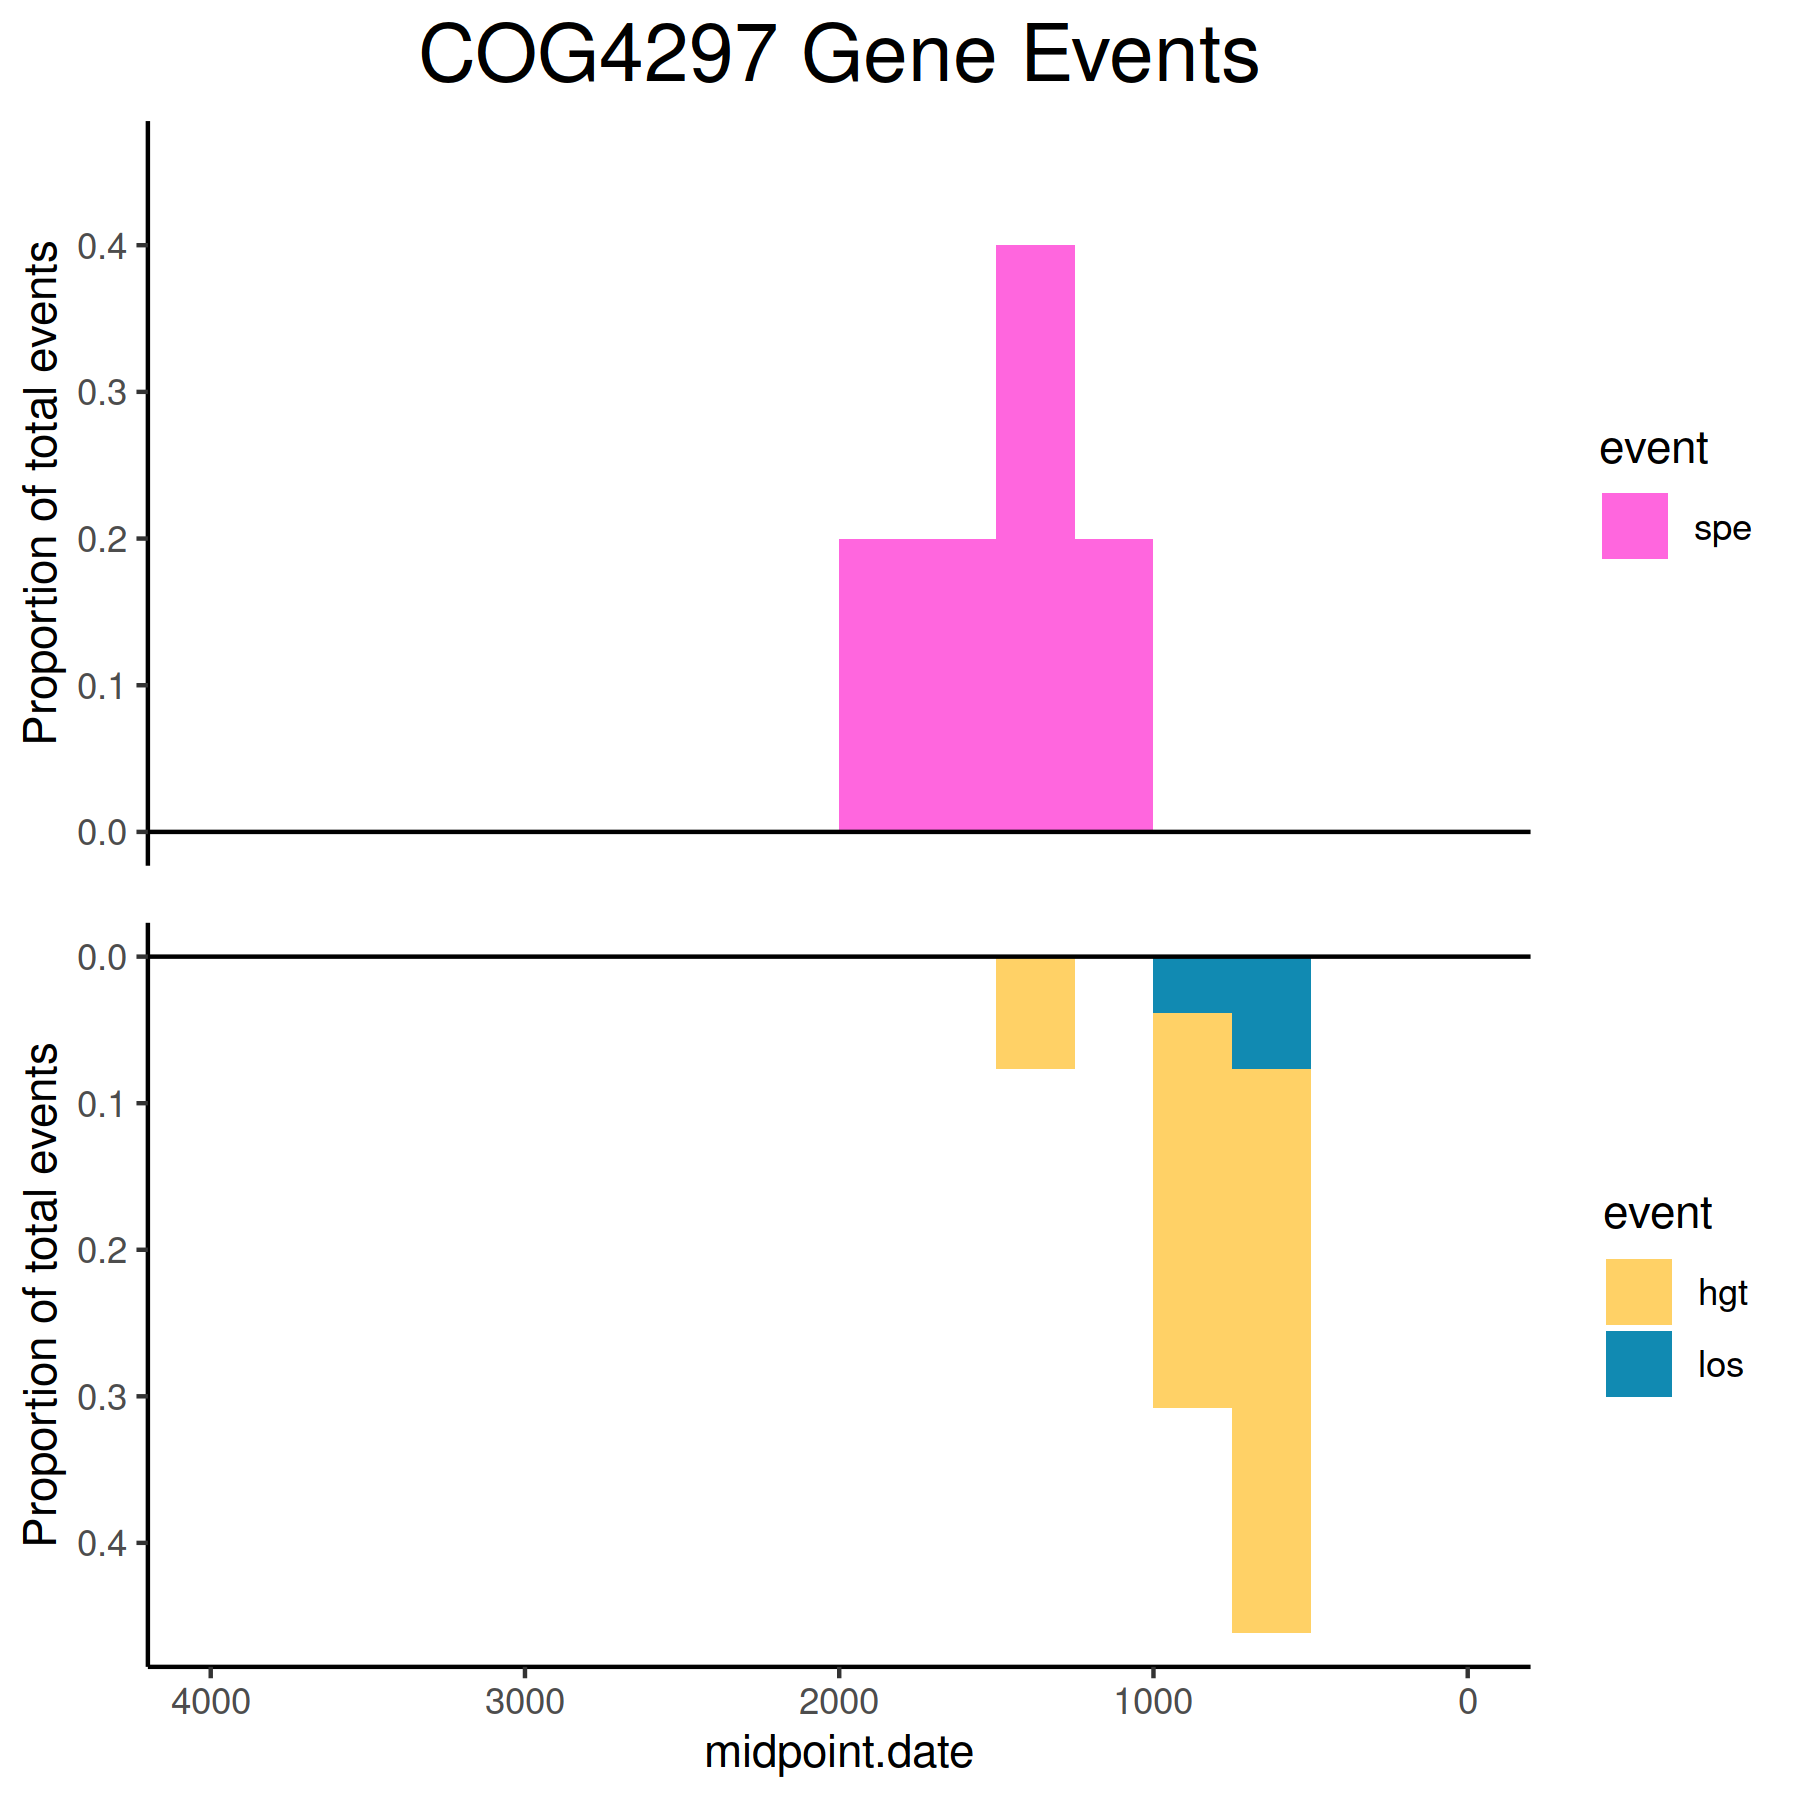 COG4297 Gene Events
Proportion of total events
0.4
0.3
0.2
0.1
0.0
event
spe
Proportion of total events
0.0
0.1
0.2
0.3
0.4
event
hgt
los
4000 3000 2000 1000 0
midpoint.date